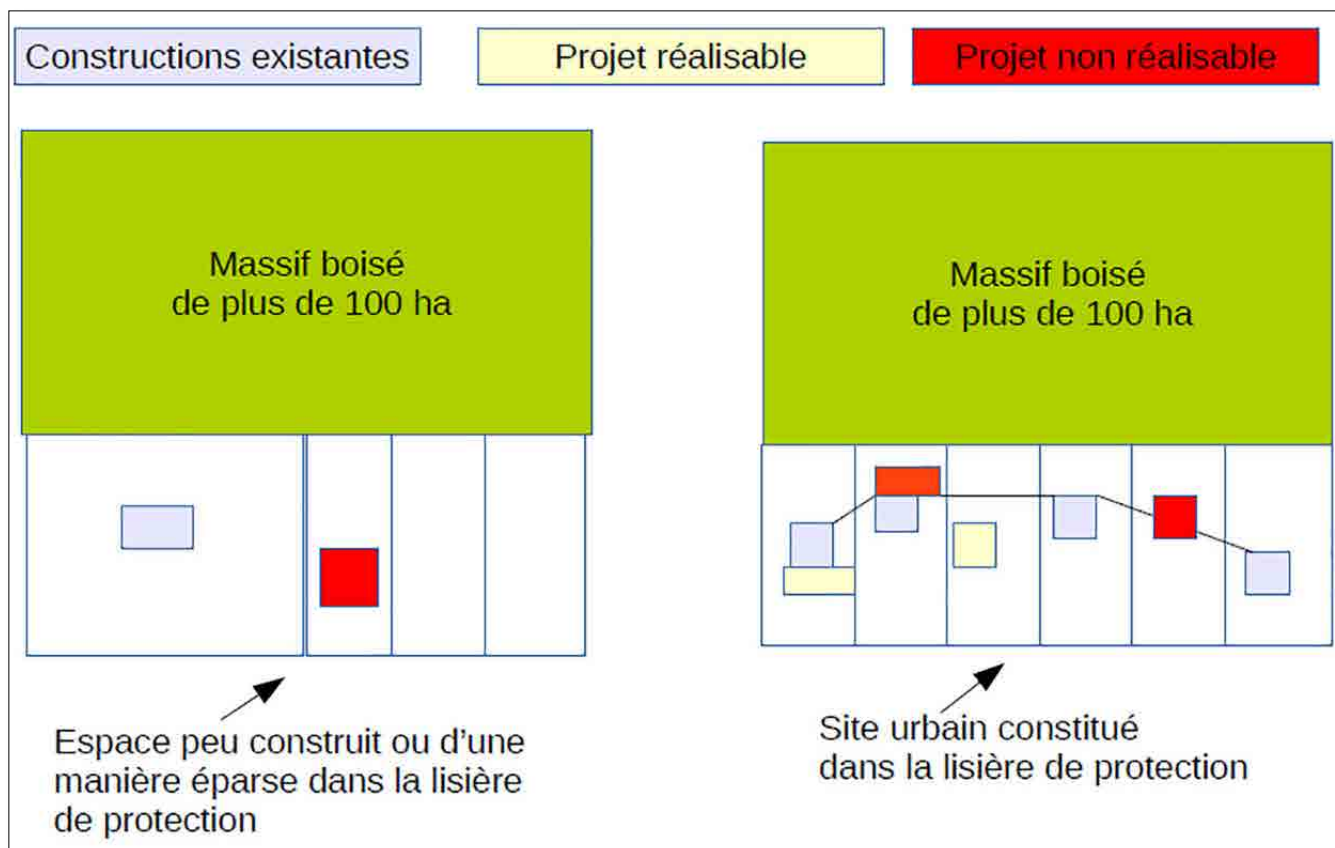 Constructions existantes
Projet réalisable
Projet non réalisable
Massif boisé
de plus de 100 ha
Massif boisé
de plus de 100 ha
Espace peu construit ou d’une
manière éparse dans la lisière
de protection
Site urbain constitué
dans la lisière de protection